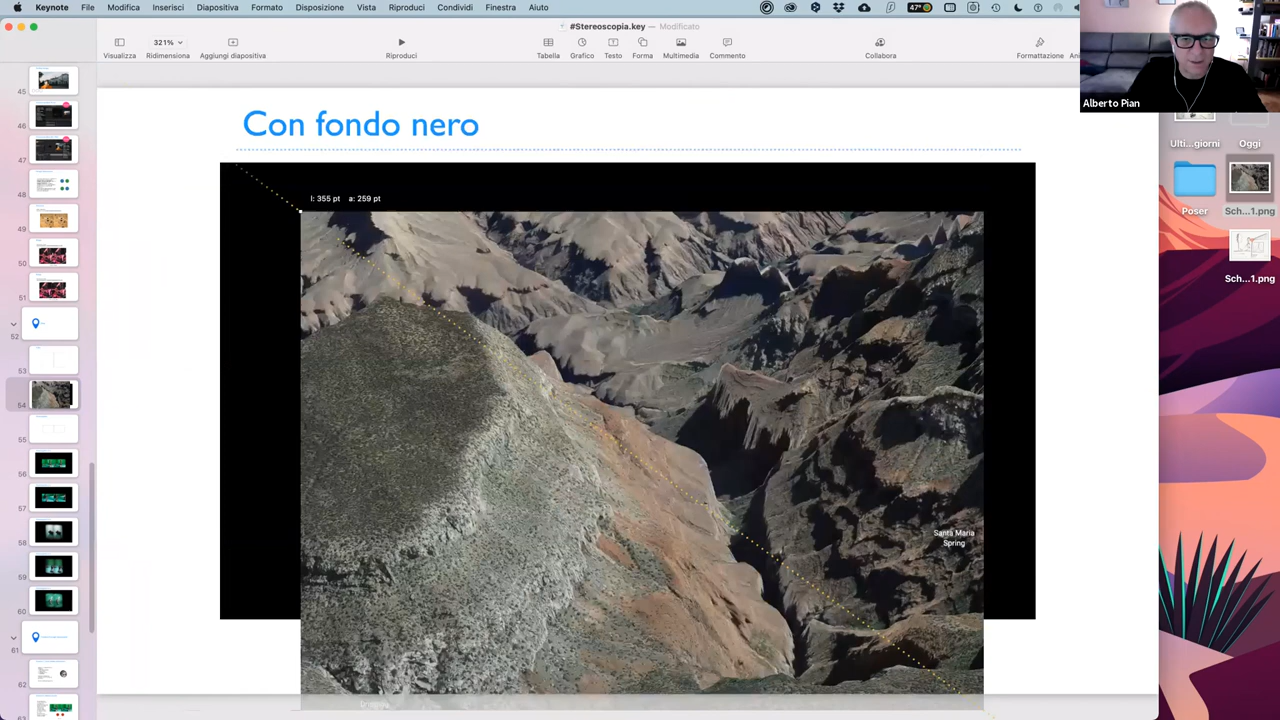 Keynote File Modifica Inserisci Diapositiva Formato Disposizione Vista Riproduci Condividi Finestra Aiuto
47°
#Stereoscopia.key — Modificato
321%
Visualizza Ridimensiona Aggiungi diapositiva Riproduci Tabella Grafico Testo Forma Multimedia Commento Collabora Formattazione
Alberto Pian
Con fondo nero
l: 355 pt a: 259 pt
Santa Maria
Spring
Ulti...giorni Oggi
Poser Sch...1.png
Sch...1.png
45
46
47
48
49
50
51
52
53
54
55
56
57
58
59
60
61
62